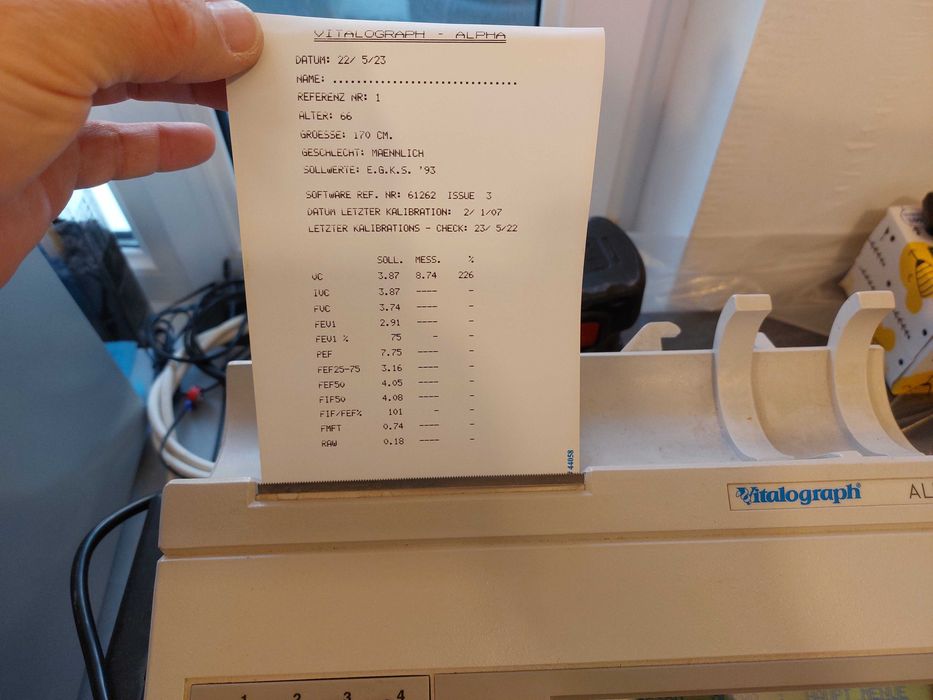 VITALOGRAPH - ALPHA
DATUM: 22/ 5/23
NAME: ..............................
REFERENZ NR: 1
ALTER: 66
GROESSE: 170 CM.
GESCHLECHT: MAENNLICH
SOLLWERTE: E.G.K.S. '93
SOFTWARE REF. NR: 61262 ISSUE 3
DATUM LETZTER KALIBRATION: 2/ 1/07
LETZTER KALIBRATIONS - CHECK: 23/ 5/22
SOLL. MESS. %
VC 3.87 8.74 226
IVC 3.87 ---- -
FVC 3.74 ---- -
FEV1 2.91 ---- -
FEV1 % 75 - -
PEF 7.75 ---- -
FEF25-75 3.16 ---- -
FEF50 4.05 ---- -
FIF50 4.08 ---- -
FIF/FEF% 101 - -
FMFT 0.74 ---- -
RAW 0.18 ---- -
44058
Vitalograph® AL
1 2 3 4